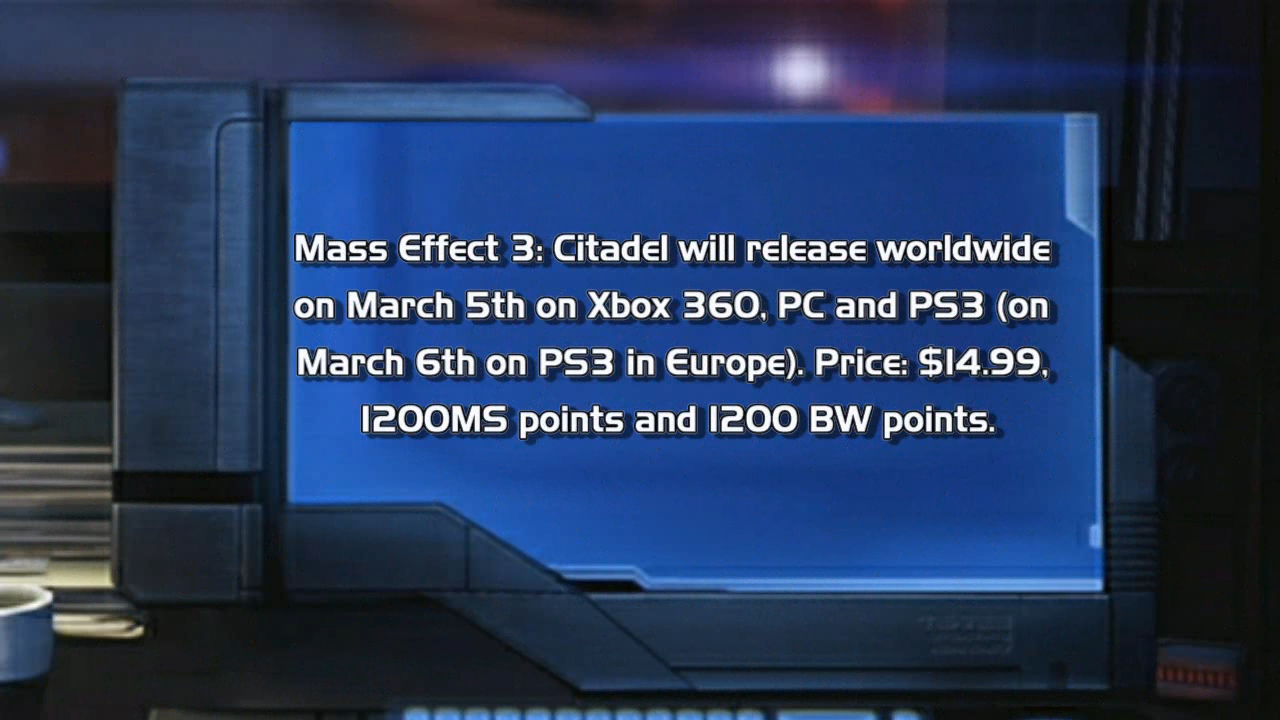 Mass Effect 3: Citadel will release worldwide
on March 5th on Xbox 360, PC and PS3 (on
March 6th on PS3 in Europe). Price: $14.99,
1200MS points and 1200 BW points.